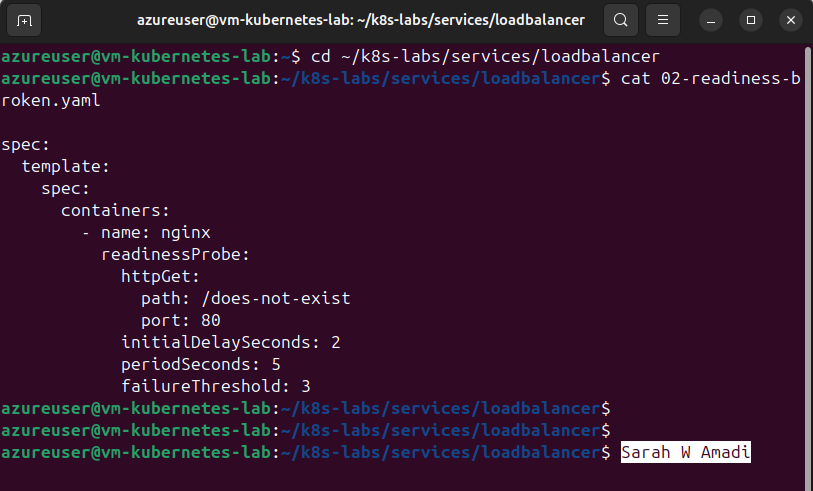 azureuser@vm-kubernetes-lab: ~/k8s-labs/services/loadbalancer
azureuser@vm-kubernetes-lab:~$ cd ~/k8s-labs/services/loadbalancer
azureuser@vm-kubernetes-lab:~/k8s-labs/services/loadbalancer$ cat 02-readiness-b
roken.yaml

spec:
  template:
    spec:
      containers:
        - name: nginx
          readinessProbe:
            httpGet:
              path: /does-not-exist
              port: 80
            initialDelaySeconds: 2
            periodSeconds: 5
            failureThreshold: 3
azureuser@vm-kubernetes-lab:~/k8s-labs/services/loadbalancer$
azureuser@vm-kubernetes-lab:~/k8s-labs/services/loadbalancer$
azureuser@vm-kubernetes-lab:~/k8s-labs/services/loadbalancer$ Sarah W Amadi